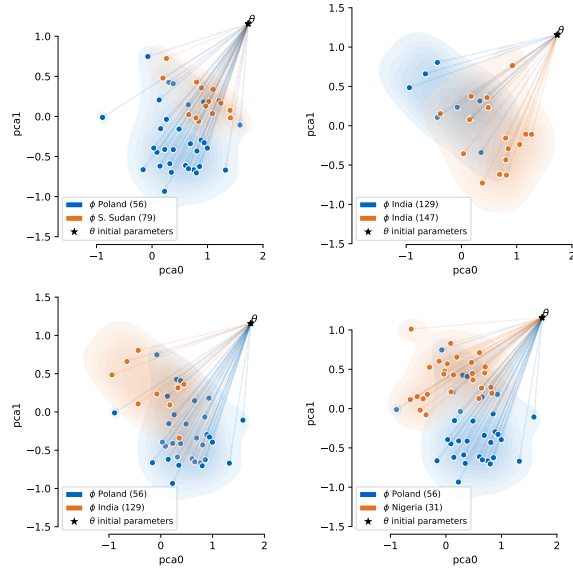 θ
1.0
0.5
0.0
−0.5
−1.0
−1.5
pca1
ϕ Poland (56)
ϕ S. Sudan (79)
θ initial parameters
−1
0
1
2
pca0
θ
1.5
1.0
0.5
0.0
−0.5
−1.0
−1.5
pca1
ϕ India (129)
ϕ India (147)
θ initial parameters
−1
0
1
2
pca0
θ
1.5
1.0
0.5
0.0
−0.5
−1.0
−1.5
pca1
ϕ Poland (56)
ϕ India (129)
θ initial parameters
−1
0
1
2
pca0
θ
1.0
0.5
0.0
−0.5
−1.0
−1.5
pca1
ϕ Poland (56)
ϕ Nigeria (31)
θ initial parameters
−1
0
1
2
pca0